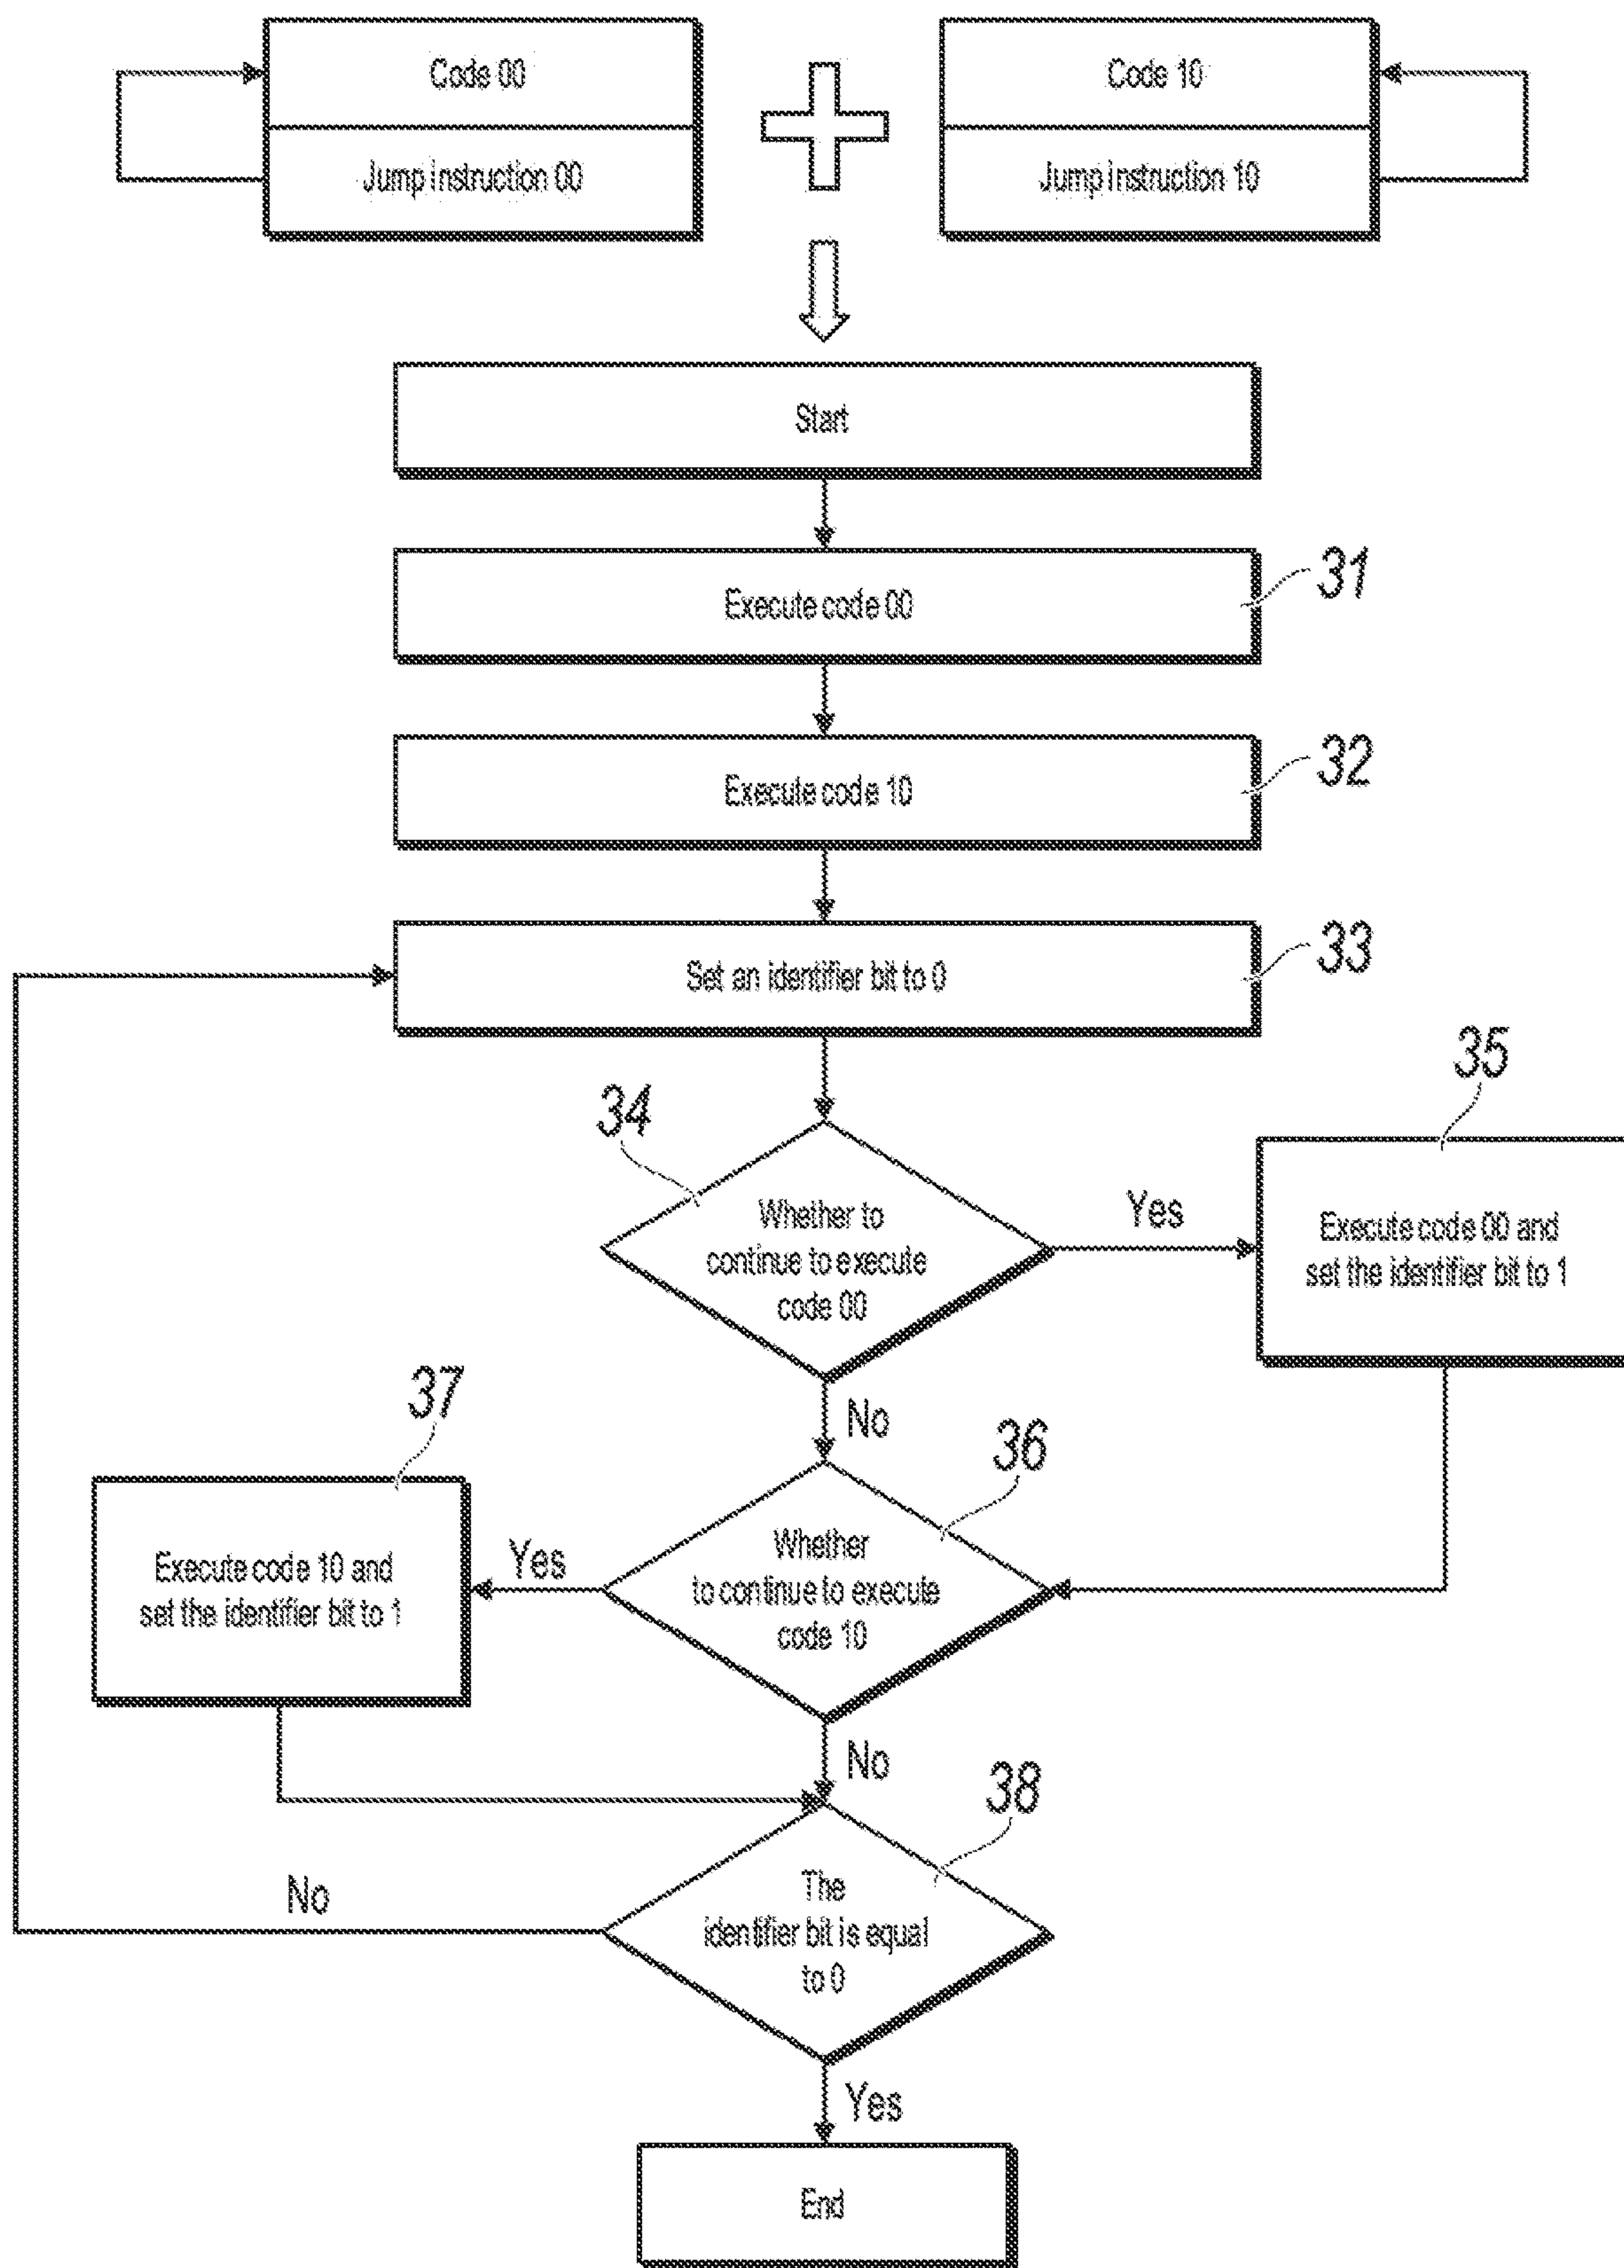 Code 00
Jump instruction 00
Code 10
Jump instruction 10
Start
Execute code 00
31
Execute code 10
32
Set an identifier bit to 0
33
34
Whether to
continue to execute
code 00
Yes
35
Execute code 00 and
set the identifier bit to 1
No
37
Execute code 10 and
set the identifier bit to 1
Yes
36
Whether
to continue to execute
code 10
No
38
The
identifier bit is equal
to 0
No
Yes
End